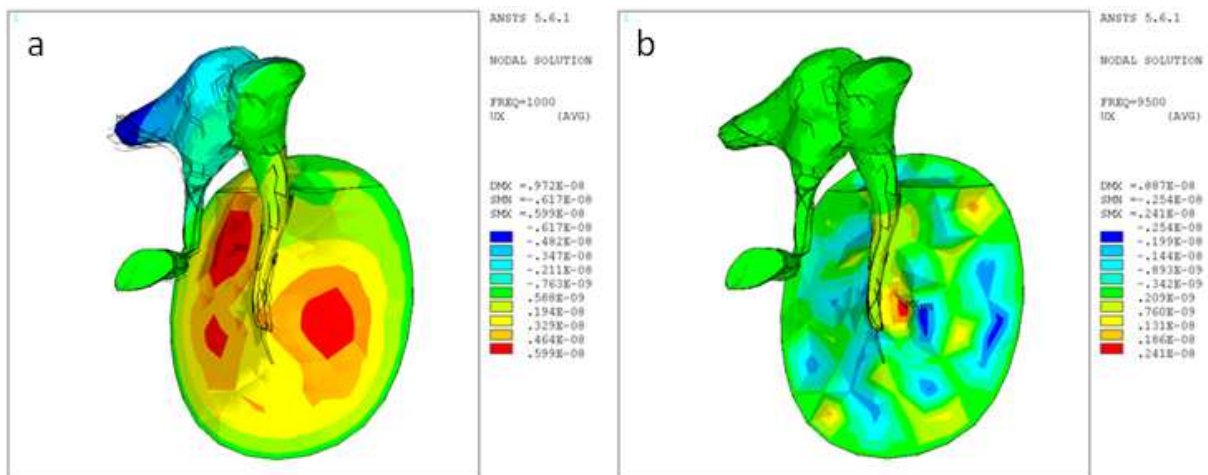 a
ANSTS 5.6.1
NODAL SOLUTION
FREQ=1000
UX (AVG)
DMX =.972E-08
SMN =-.617E-08
SMX =.599E-08
-.617E-08
-.482E-08
-.347E-08
-.211E-08
-.763E-09
.588E-09
.194E-08
.329E-08
.464E-08
.599E-08
b
ANSTS 5.6.1
NODAL SOLUTION
FREQ=9500
UX (AVG)
DMX =.887E-08
SMN =-.254E-08
SMX =.241E-08
-.254E-08
-.199E-08
-.144E-08
-.893E-09
-.342E-09
.209E-09
.760E-09
.131E-08
.186E-08
.241E-08